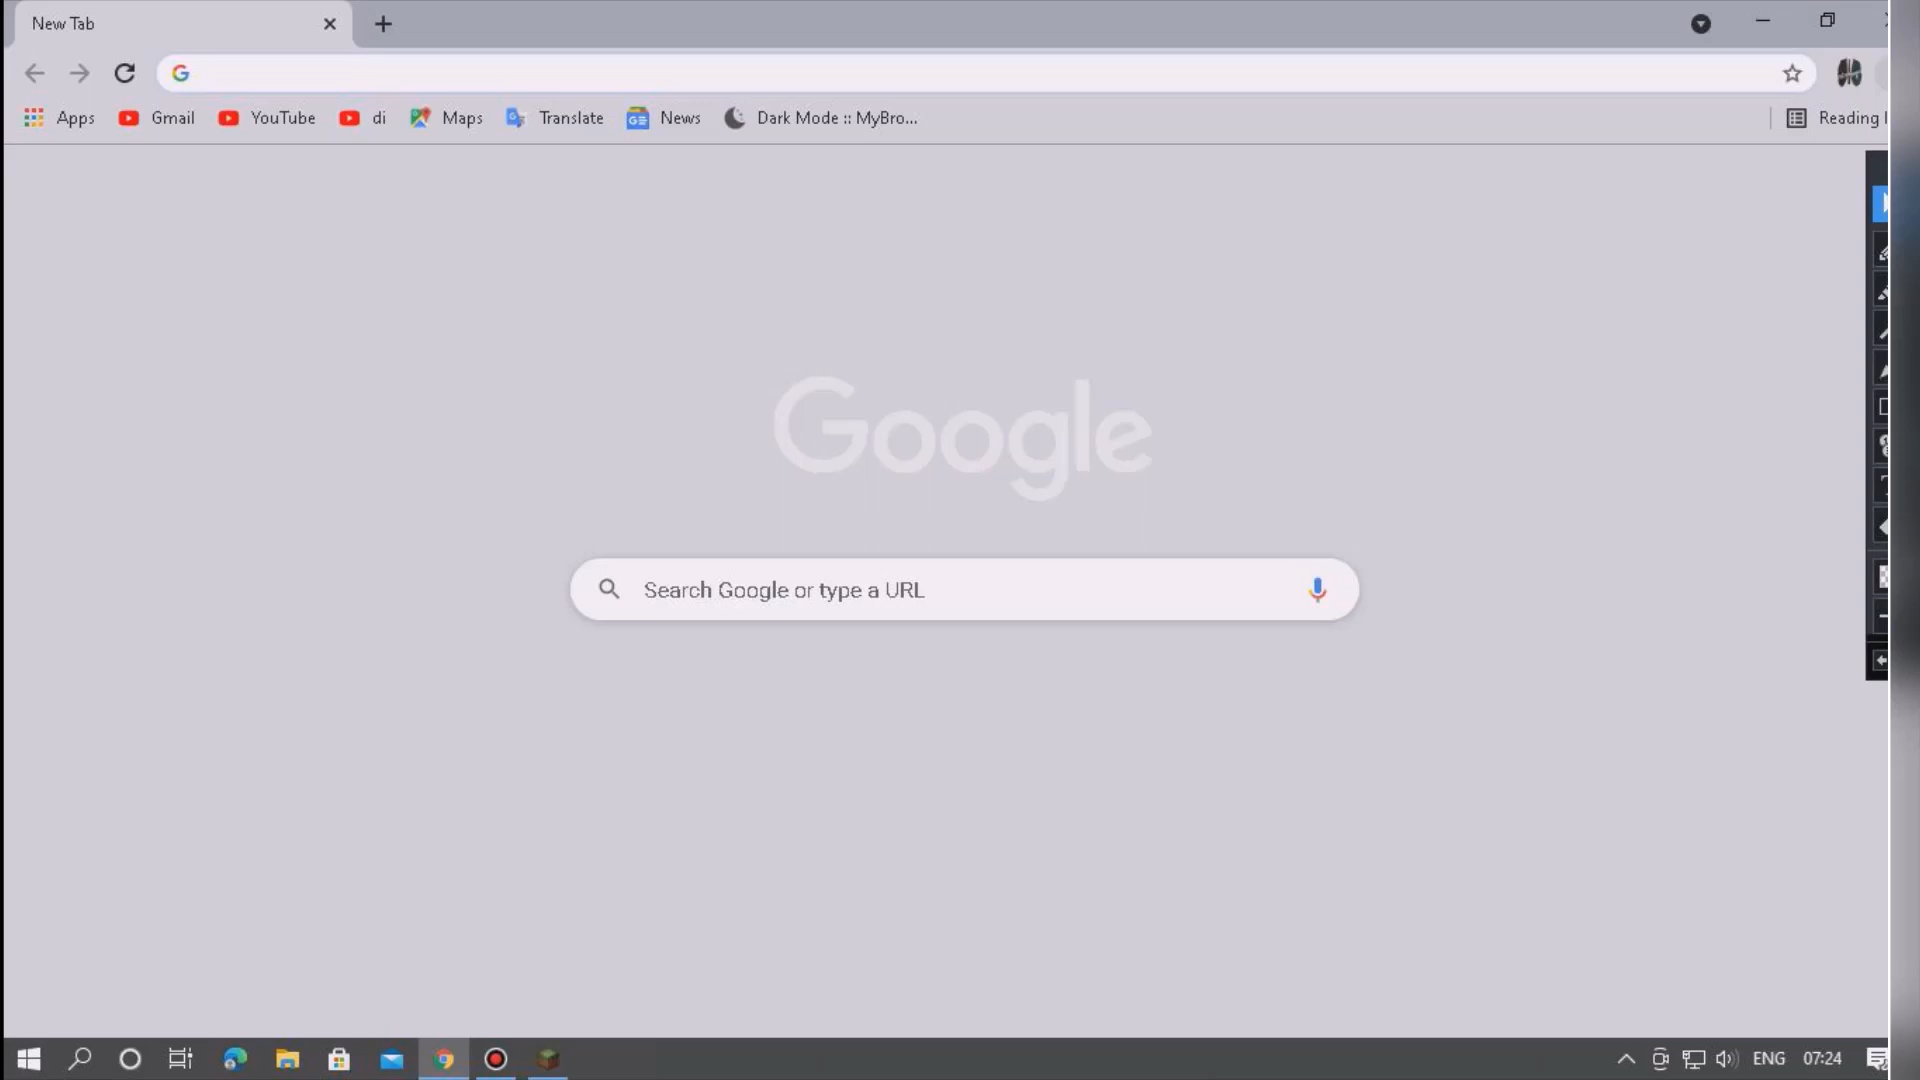 New Tab
Apps Gmail YouTube di Maps Translate News Dark Mode :: MyBro... Reading
Google
Search Google or type a URL
ENG 07:24